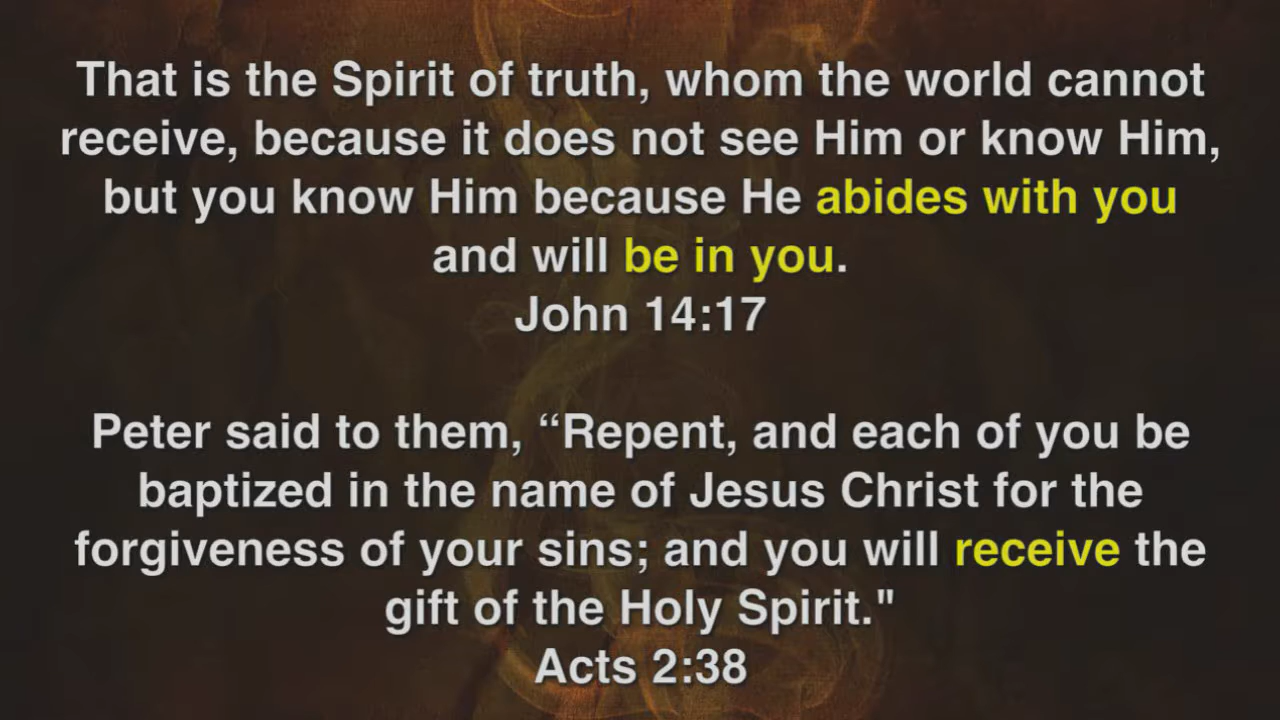 That is the Spirit of truth, whom the world cannot
receive, because it does not see Him or know Him,
but you know Him because He abides with you
and will be in you.
John 14:17
Peter said to them, “Repent, and each of you be
baptized in the name of Jesus Christ for the
forgiveness of your sins; and you will receive the
gift of the Holy Spirit."
Acts 2:38